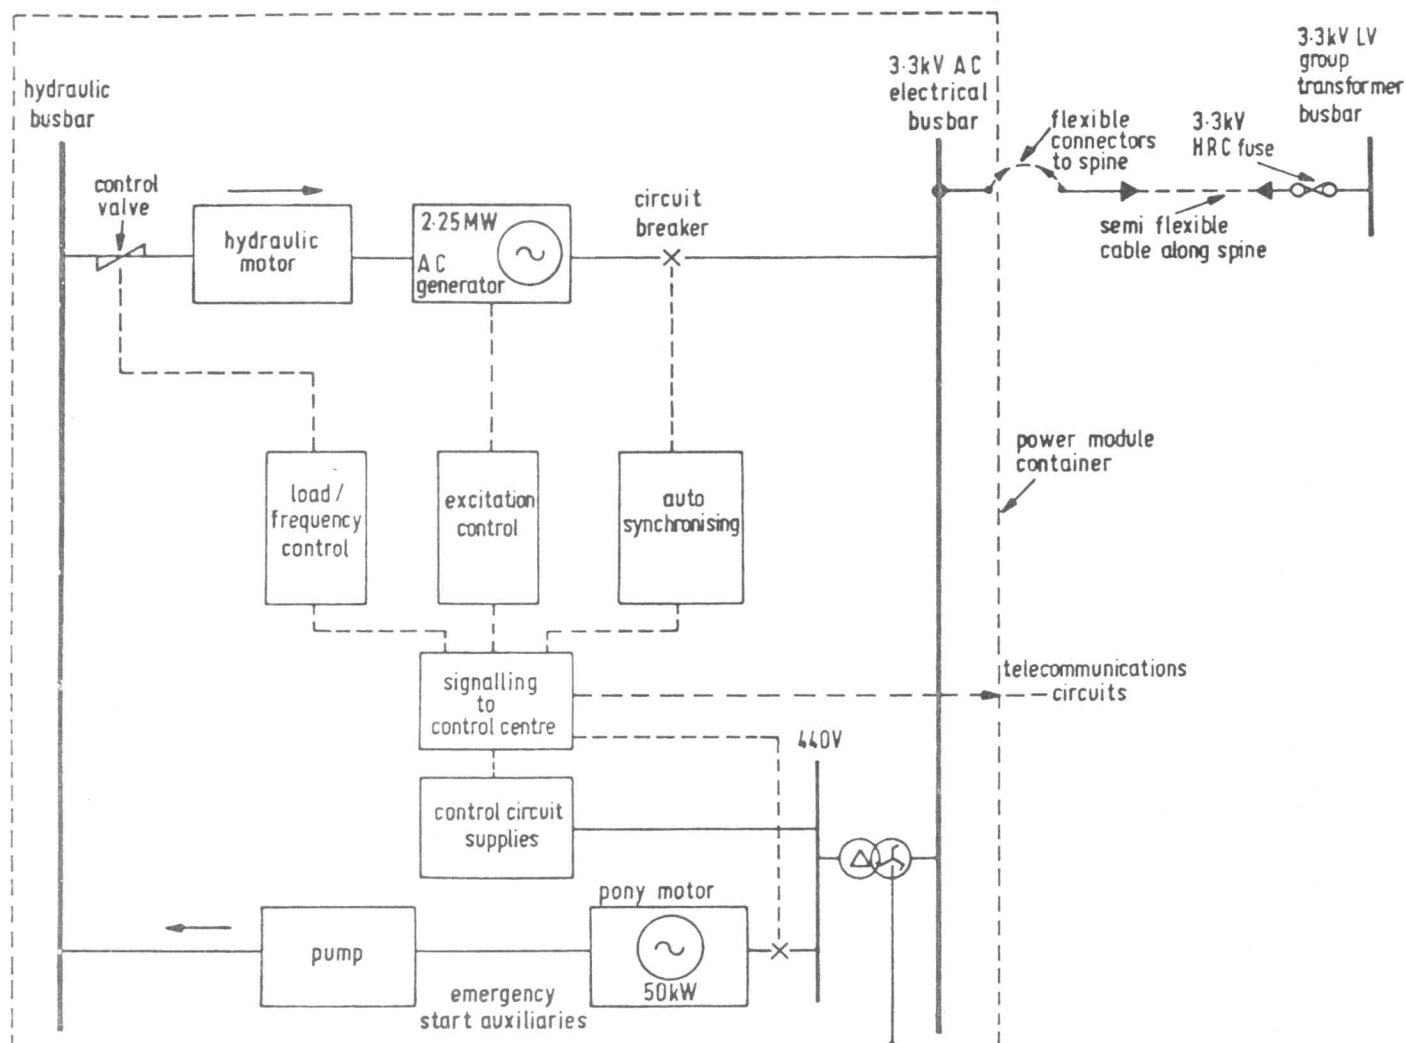 hydraulic
busbar
control
valve
hydraulic
motor
2·25MW
AC
generator
circuit
breaker
3·3kV AC
electrical
busbar
flexible
connectors
to spine
3·3kV
HRC fuse
3·3kV LV
group
transformer
busbar
semi flexible
cable along spine
power module
container
load /
frequency
control
excitation
control
auto
synchronising
signalling
to
control centre
telecommunications
circuits
440V
control circuit
supplies
pony motor
pump
50kW
emergency
start auxiliaries